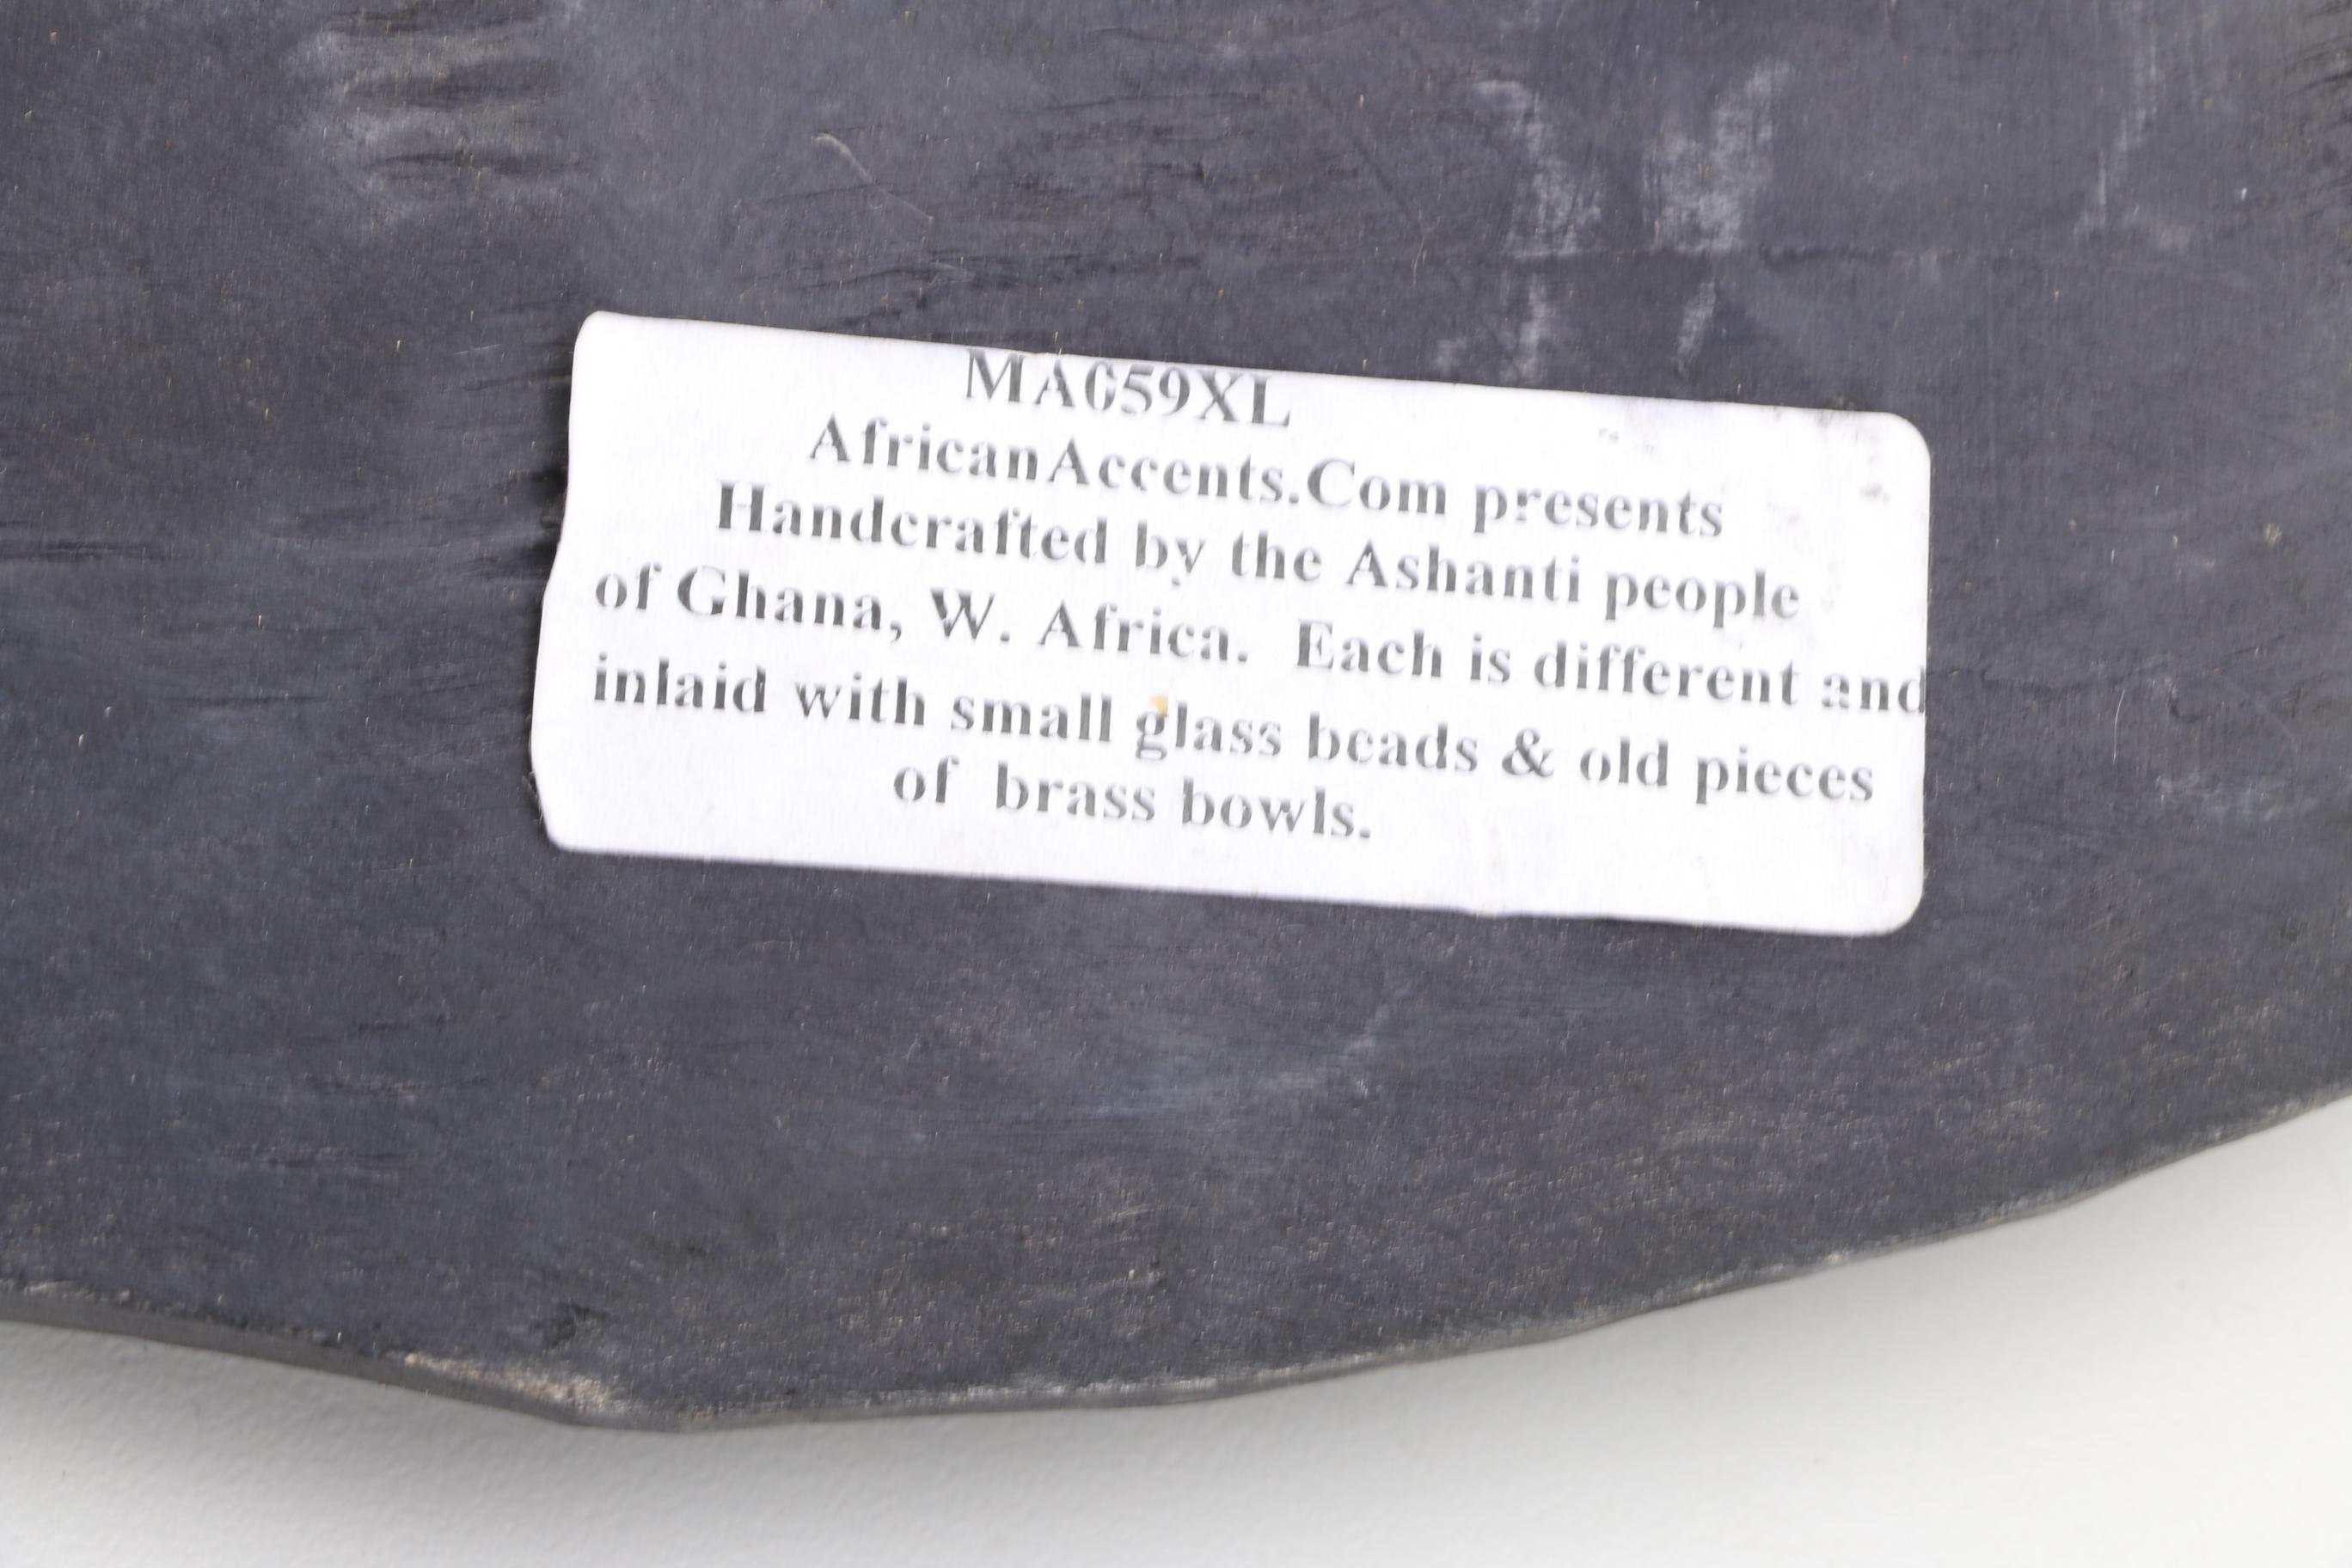 MA059XL
AfricanAccents.Com presents
Handcrafted by the Ashanti people
of Ghana, W. Africa. Each is different and
inlaid with small glass beads & old pieces
of brass bowls.